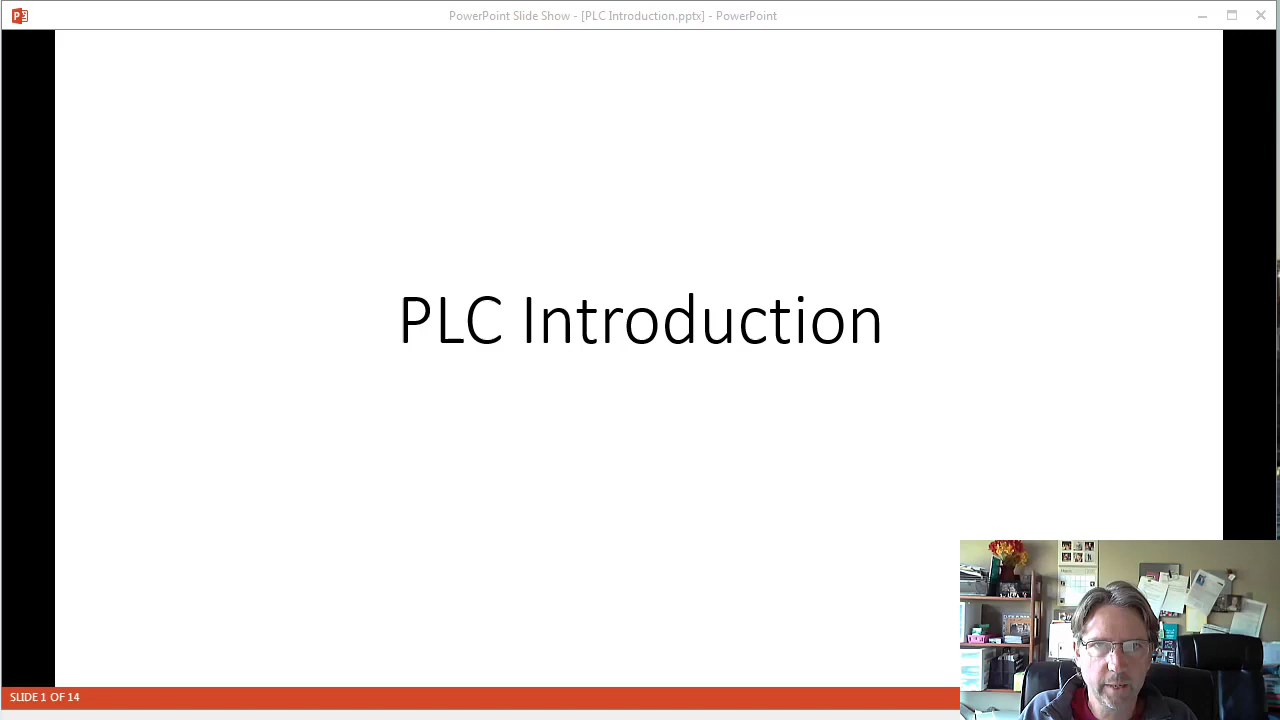 PowerPoint Slide Show - [PLC Introduction.pptx] - PowerPoint
PLC Introduction
SLIDE 1 OF 14